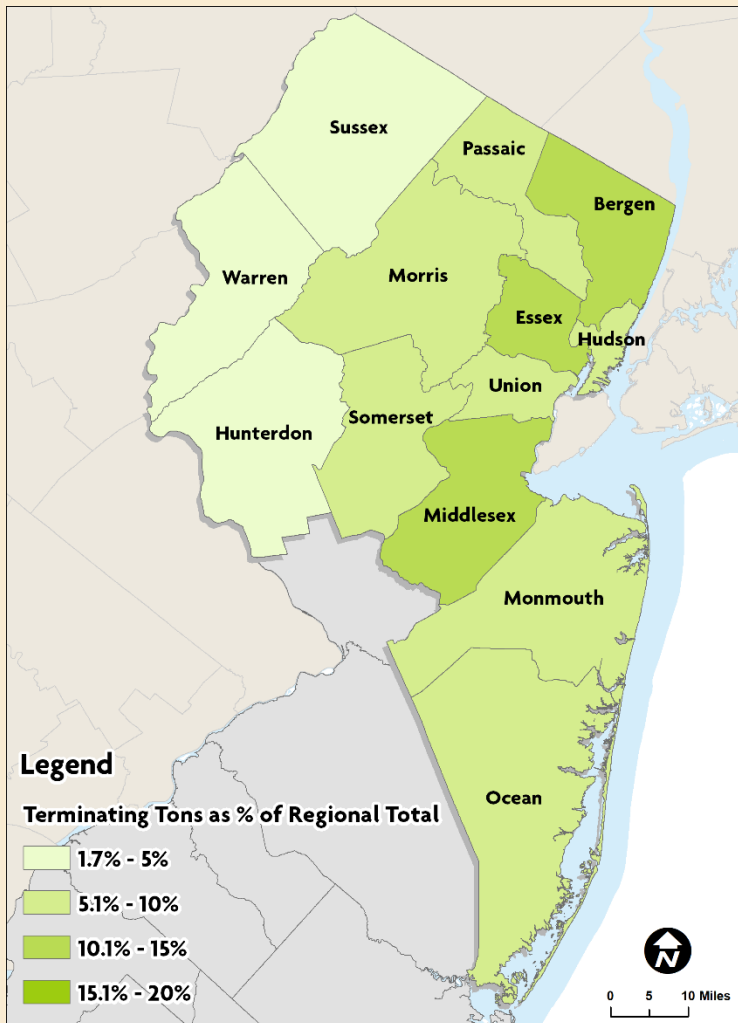 Sussex
Passaic
Bergen
Warren
Morris
Essex
Hudson
Union
Somerset
Hunterdon
Middlesex
Monmouth
Ocean
Legend
Terminating Tons as % of Regional Total
1.7% - 5%
5.1% - 10%
10.1% - 15%
15.1% - 20%
N
0 5 10 Miles